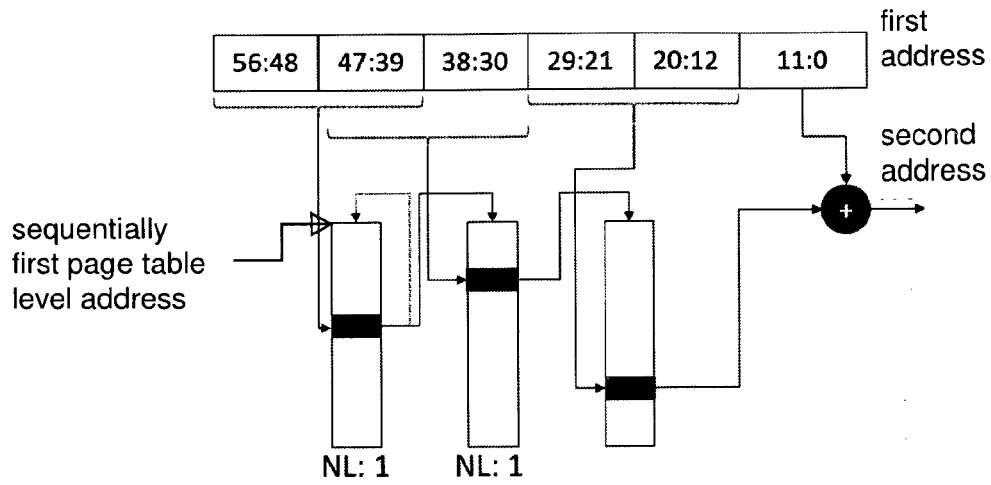 first
address
56:48 47:39 38:30 29:21 20:12 11:0
second
address
+
sequentially
first page table
level address
NL: 1 NL: 1